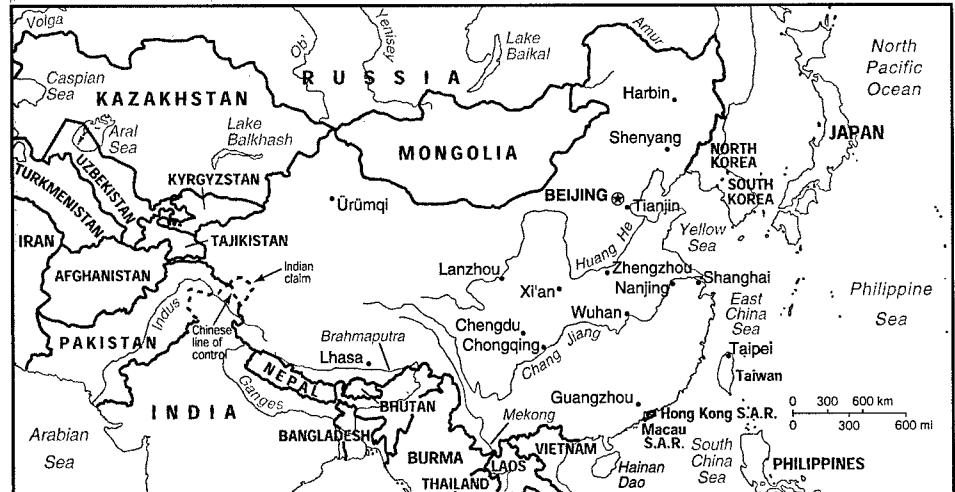 Volga
Ob'
Yenisey
Lake
Baikal
Amur
North
Pacific
Ocean
RUSSIA
Caspian
Sea
KAZAKHSTAN
Harbin
Aral
Sea
Lake
Balkhash
MONGOLIA
Shenyang
JAPAN
NORTH
KOREA
UZBEKISTAN
TURKMENISTAN
KYRGYZSTAN
SOUTH
KOREA
BEIJING
Tianjin
Ürümqi
IRAN
TAJIKISTAN
Yellow
Sea
Huang He
AFGHANISTAN
Indian
claim
Lanzhou
Zhengzhou
Shanghai
Xi'an
Nanjing
Philippine
Sea
East
China
Sea
Indus
Chinese
line of
control
Wuhan
PAKISTAN
Brahmaputra
Chengdu
Chongqing
Chang Jiang
Lhasa
Taipei
Taiwan
NEPAL
Ganges
BHUTAN
Guangzhou
INDIA
Mekong
Hong Kong S.A.R.
Macau
S.A.R.
0 300 600 km
0 300 600 mi
Arabian
Sea
BANGLADESH
BURMA
VIETNAM
LAOS
THAILAND
Hainan
Dao
South
China
Sea
PHILIPPINES